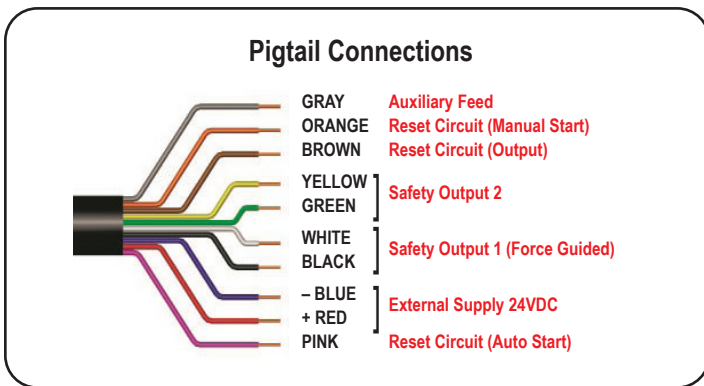 Pigtail Connections
GRAY Auxiliary Feed
ORANGE Reset Circuit (Manual Start)
BROWN Reset Circuit (Output)
YELLOW
Safety Output 2
GREEN
WHITE
Safety Output 1 (Force Guided)
BLACK
– BLUE
External Supply 24VDC
+ RED
PINK Reset Circuit (Auto Start)